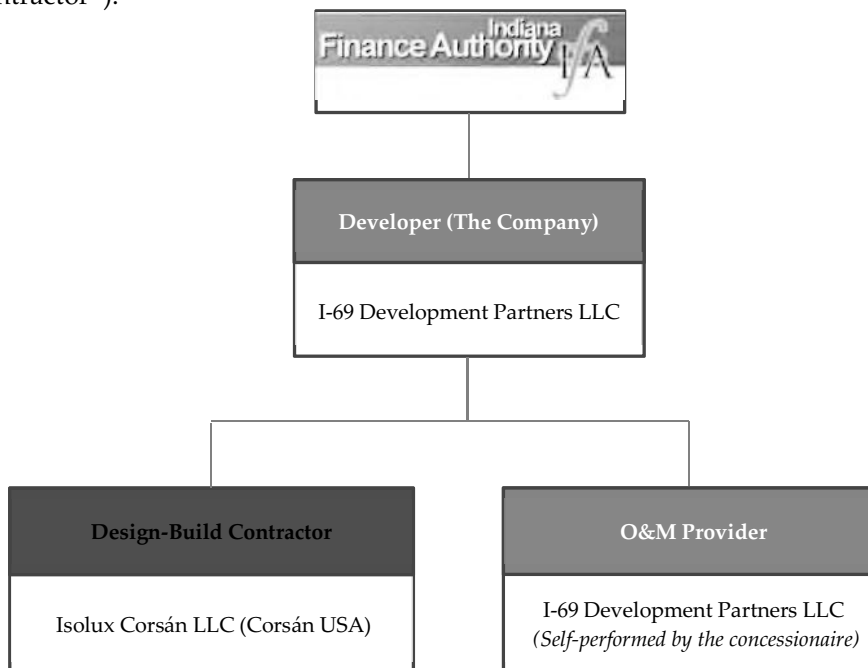 ntractor").
Indiana
Finance Authority
IfA
Developer (The Company)
I-69 Development Partners LLC
Design-Build Contractor
O&M Provider
Isolux Corsán LLC (Corsán USA)
I-69 Development Partners LLC
(Self-performed by the concessionaire)